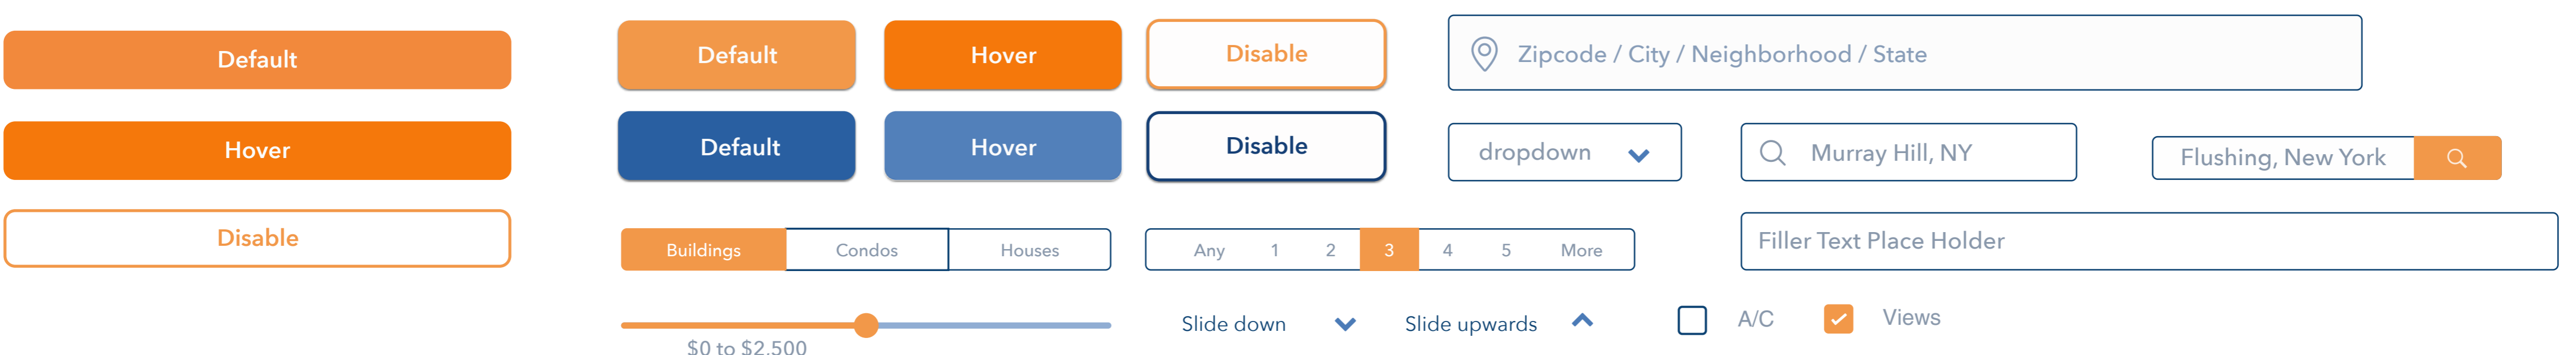 Default
Hover
Disable
Default
Hover
Disable
Default
Hover
Disable
Buildings
Condos
Houses
$0 to $2,500
Zipcode / City / Neighborhood / State
dropdown
Murray Hill, NY
Flushing, New York
Any 1 2 3 4 5 More
Filler Text Place Holder
Slide down
Slide upwards
A/C
Views